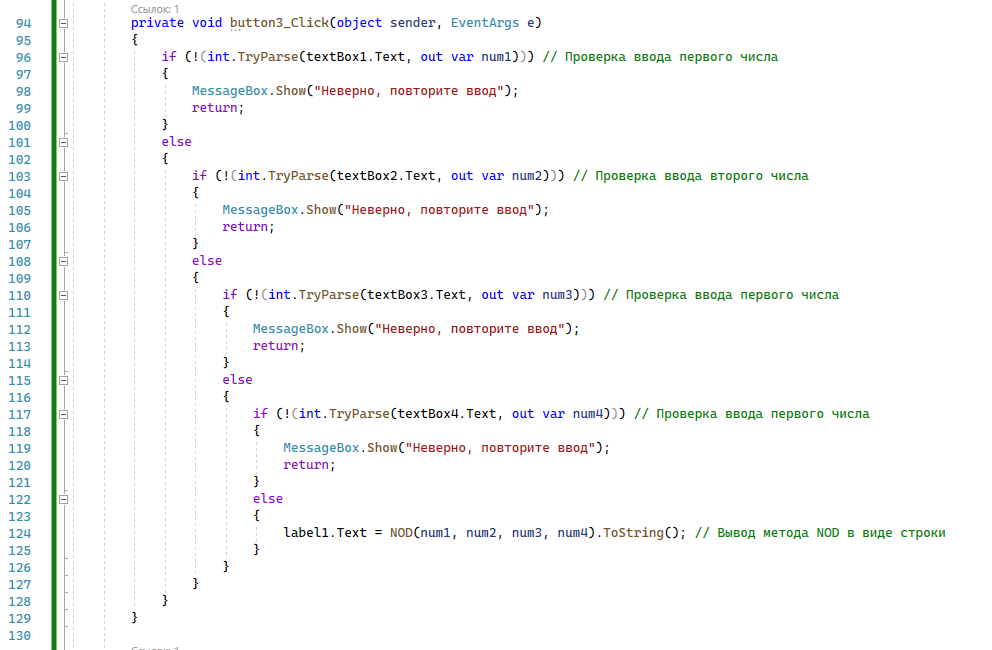 Ссылок: 1
94 private void button3_Click(object sender, EventArgs e)
95 {
96 if (!(int.TryParse(textBox1.Text, out var num1))) // Проверка ввода первого числа
97 {
98 MessageBox.Show("Неверно, повторите ввод");
99 return;
100 }
101 else
102 {
103 if (!(int.TryParse(textBox2.Text, out var num2))) // Проверка ввода второго числа
104 {
105 MessageBox.Show("Неверно, повторите ввод");
106 return;
107 }
108 else
109 {
110 if (!(int.TryParse(textBox3.Text, out var num3))) // Проверка ввода первого числа
111 {
112 MessageBox.Show("Неверно, повторите ввод");
113 return;
114 }
115 else
116 {
117 if (!(int.TryParse(textBox4.Text, out var num4))) // Проверка ввода первого числа
118 {
119 MessageBox.Show("Неверно, повторите ввод");
120 return;
121 }
122 else
123 {
124 label1.Text = NOD(num1, num2, num3, num4).ToString(); // Вывод метода NOD в виде строки
125 }
126 }
127 }
128 }
129 }
130